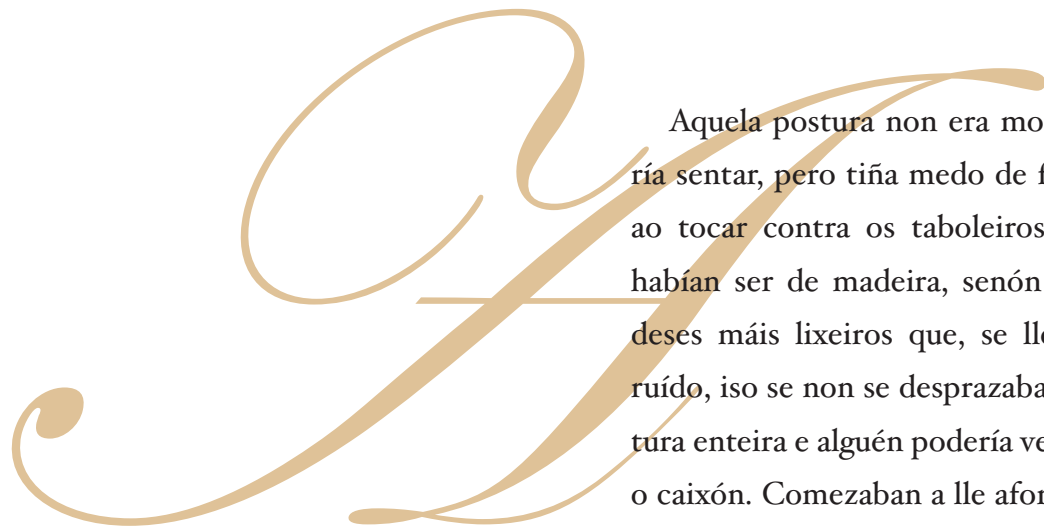 A
Aquela postura non era mo
ría sentar, pero tiña medo de f
ao tocar contra os taboleiros
habían ser de madeira, senón
deses máis lixeiros que, se lle
ruído, iso se non se desprazaba
tura enteira e alguén podería ve
o caixón. Comezaban a lle afor